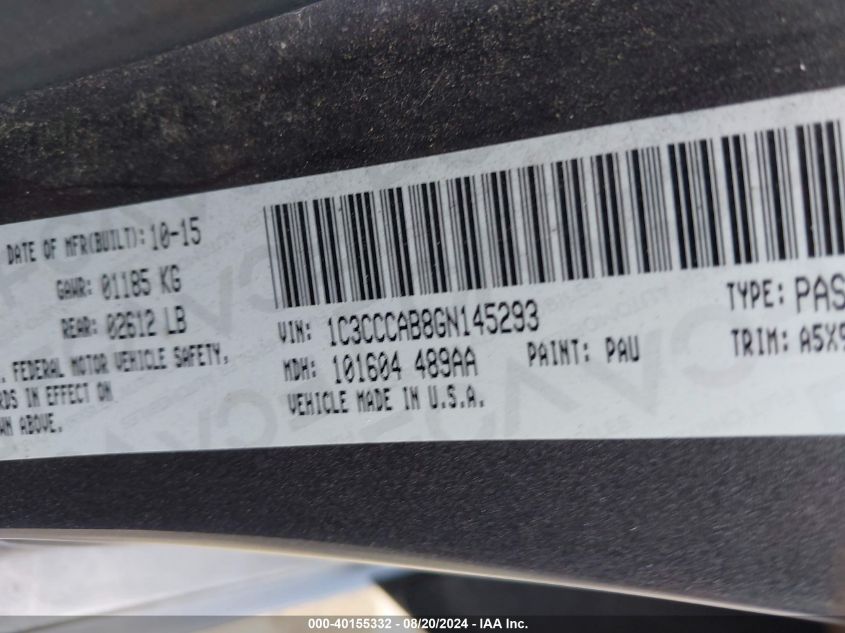 DATE OF MFR(BUILT): 10-15
GAWR: 01185 KG
REAR: 02612 LB
FEDERAL MOTOR VEHICLE SAFETY,
RDS IN EFFECT ON
WN ABOVE.
VIN: 1C3CCCAB8GN145293
TYPE: PAS
MDH: 101604 489AA
PAINT: PAU
TRIM: A5X9
VEHICLE MADE IN U.S.A.
000-40155332 - 08/20/2024 - IAA Inc.